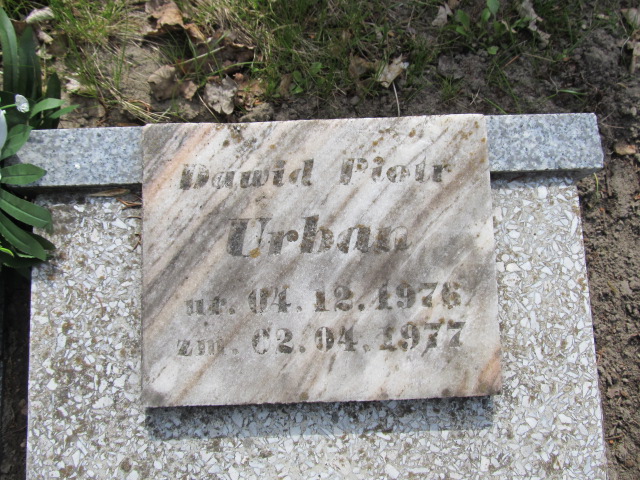 Dawid Piotr
Urban
ur. 04. 12. 1976
zm. 02. 04. 1977